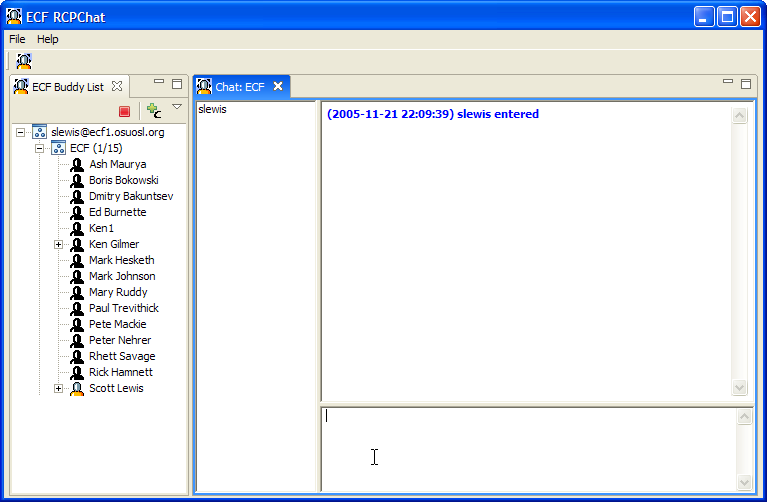 ECF RCPChat
File Help
ECF Buddy List
Chat: ECF
slewis@ecf1.osuosl.org
ECF (1/15)
Ash Maurya
Boris Bokowski
Dmitry Bakuntsev
Ed Burnette
Ken1
Ken Gilmer
Mark Hesketh
Mark Johnson
Mary Ruddy
Paul Trevithick
Pete Mackie
Peter Nehrer
Rhett Savage
Rick Hamnett
Scott Lewis
slewis
(2005-11-21 22:09:39) slewis entered